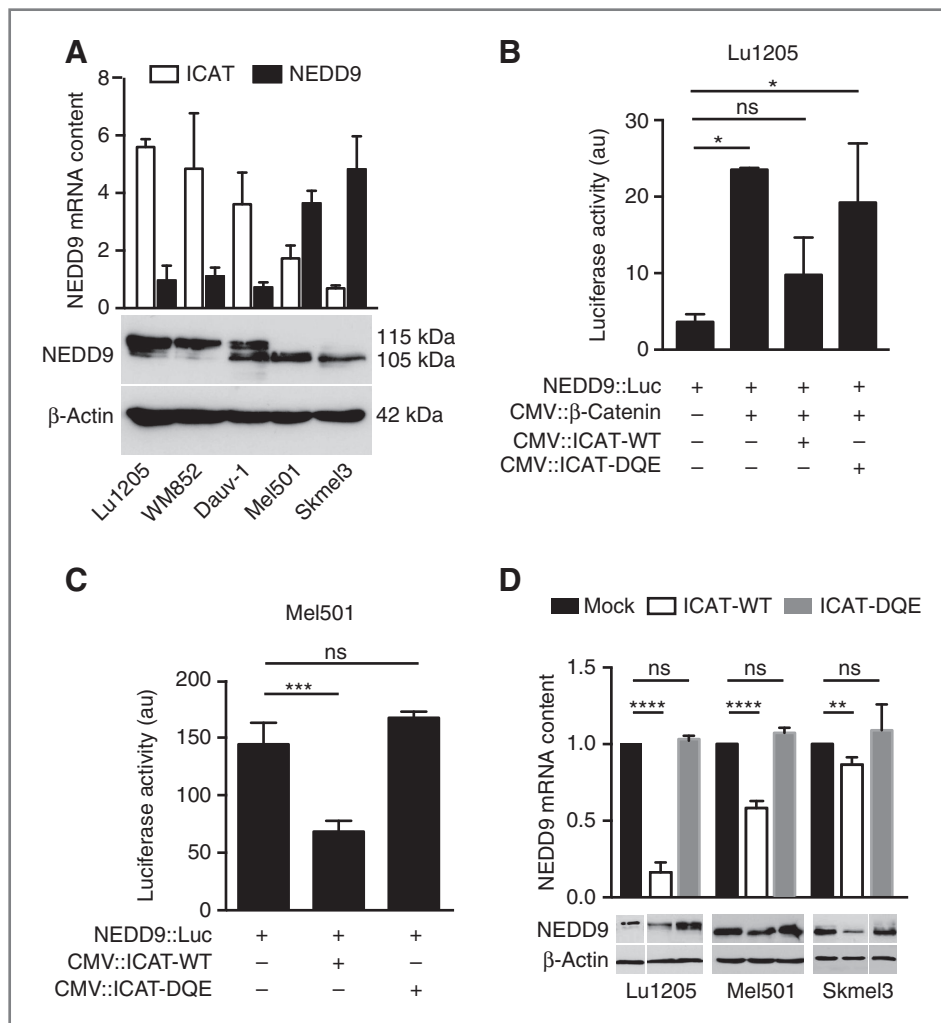 A
ICAT NEDD9
NEDD9 mRNA content
8
6
4
2
0
NEDD9
115 kDa
105 kDa
β-Actin
42 kDa
Lu1205 WM852 Dauv-1 Mel501 Skmel3
B
Lu1205
*
ns
*
Luciferase activity (au)
30
20
10
0
NEDD9::Luc + + + +
CMV::β-Catenin – + + +
CMV::ICAT-WT – – + –
CMV::ICAT-DQE – – – +
C
Mel501
ns
***
Luciferase activity (au)
200
150
100
50
0
NEDD9::Luc + + +
CMV::ICAT-WT – + –
CMV::ICAT-DQE – – +
D
Mock ICAT-WT ICAT-DQE
NEDD9 mRNA content
1.5
1.0
0.5
0.0
ns ns ns
**** **** **
NEDD9
β-Actin
Lu1205 Mel501 Skmel3